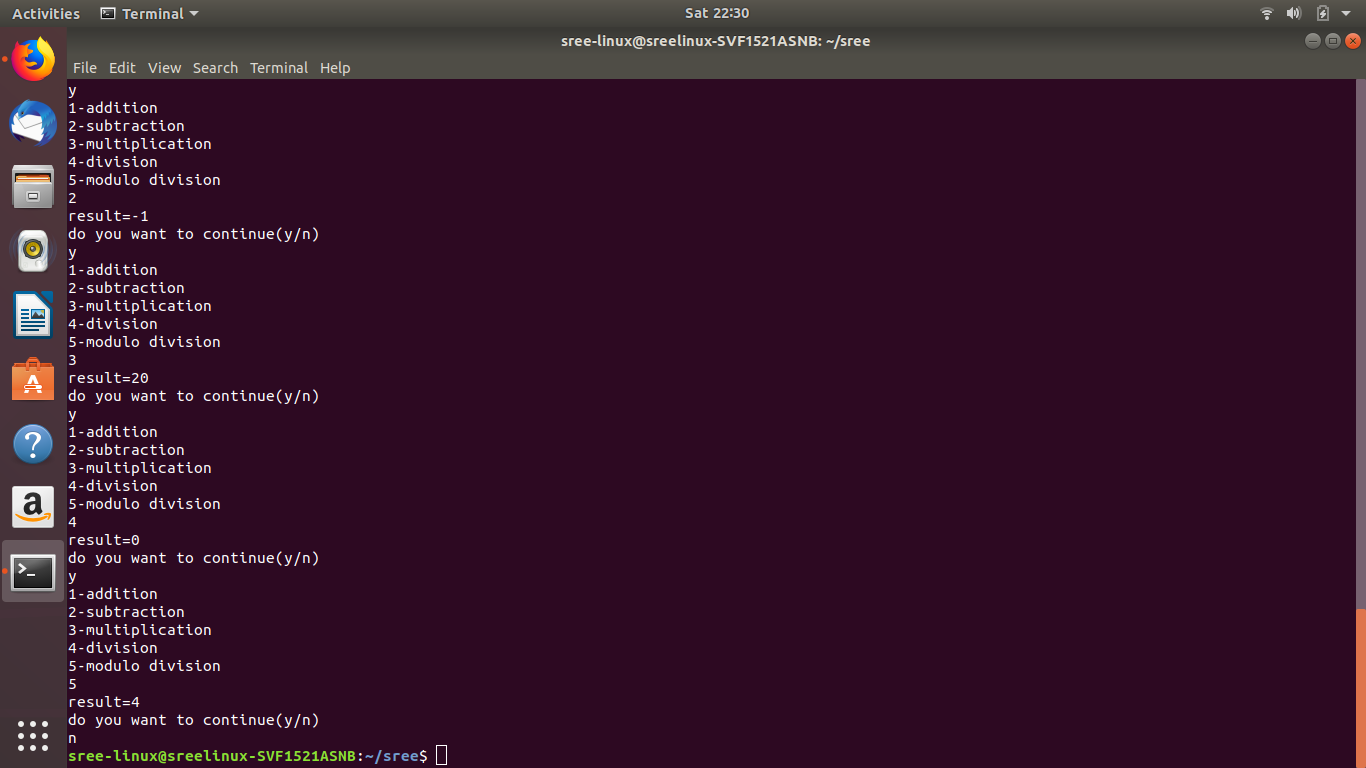 Activities Terminal Sat 22:30
sree-linux@sreelinux-SVF1521ASNB: ~/sree
File Edit View Search Terminal Help
y
1-addition
2-subtraction
3-multiplication
4-division
5-modulo division
2
result=-1
do you want to continue(y/n)
y
1-addition
2-subtraction
3-multiplication
4-division
5-modulo division
3
result=20
do you want to continue(y/n)
y
1-addition
2-subtraction
3-multiplication
4-division
5-modulo division
4
result=0
do you want to continue(y/n)
y
1-addition
2-subtraction
3-multiplication
4-division
5-modulo division
5
result=4
do you want to continue(y/n)
n
sree-linux@sreelinux-SVF1521ASNB:~/sree$